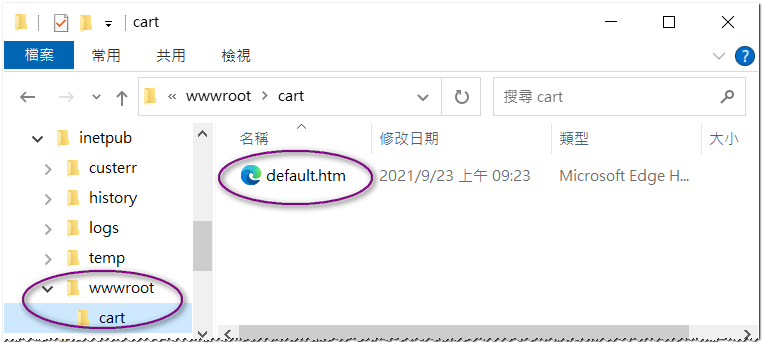 cart
檔案 常用 共用 檢視
« wwwroot › cart 搜尋 cart
inetpub
custerr
history
logs
temp
wwwroot
cart
名稱 修改日期 類型 大小
default.htm 2021/9/23 上午 09:23 Microsoft Edge H...